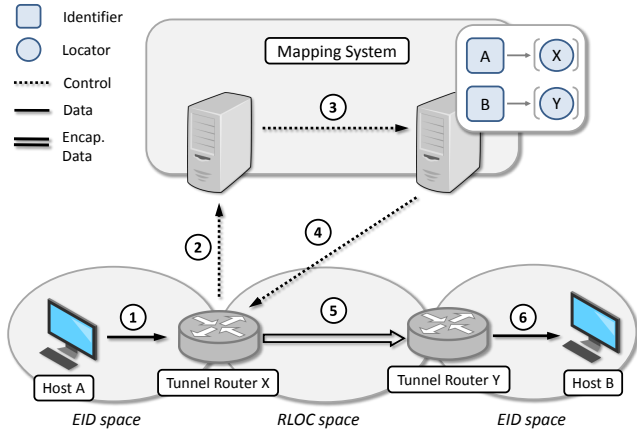 Identifier
Locator
Control
Data
Encap.
Data
Mapping System
A
X
B
Y
3
2
4
1
5
6
Host A
Tunnel Router X
Tunnel Router Y
Host B
EID space
RLOC space
EID space